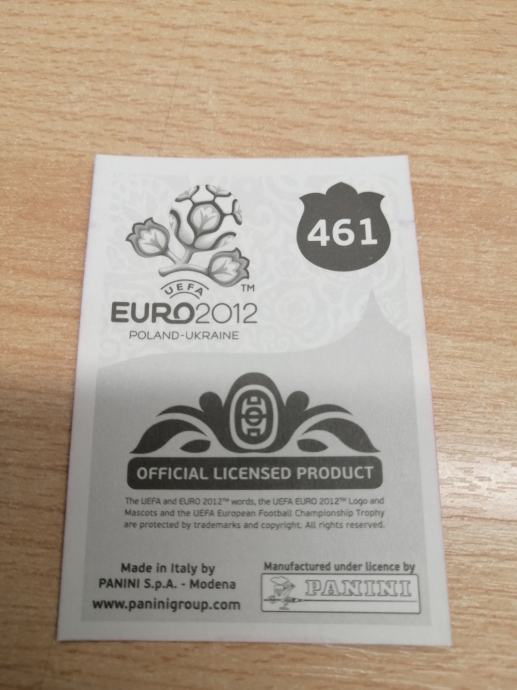 461
UEFA
TM
EURO2012
POLAND-UKRAINE
OFFICIAL LICENSED PRODUCT
The UEFA and EURO 2012™ words, the UEFA EURO 2012™ Logo and
Mascots and the UEFA European Football Championship Trophy
are protected by trademarks and copyright. All rights reserved.
Made in Italy by
PANINI S.p.A. - Modena
www.paninigroup.com
Manufactured under licence by
PANINI